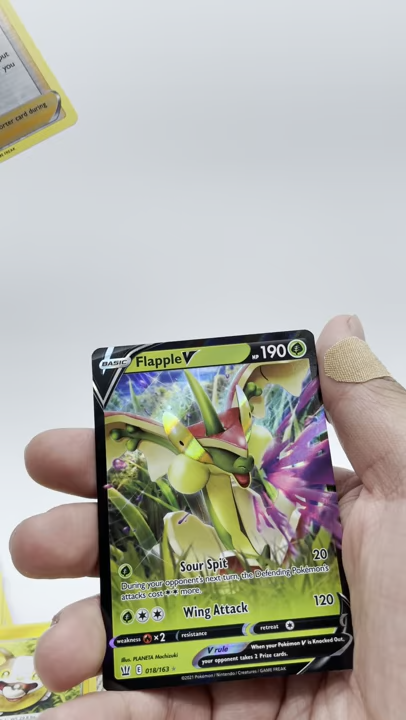 put
you
orter card during
BASIC Flapple V HP 190
Sour Spit 20
During your opponent's next turn, the Defending Pokémon's
attacks cost more.
Wing Attack 120
weakness ×2 resistance retreat
V rule When your Pokémon V is Knocked Out,
your opponent takes 2 Prize cards.
Illus. PLANETA Mochizuki
E 018/163
©2021 Pokémon / Nintendo / Creatures / GAME FREAK